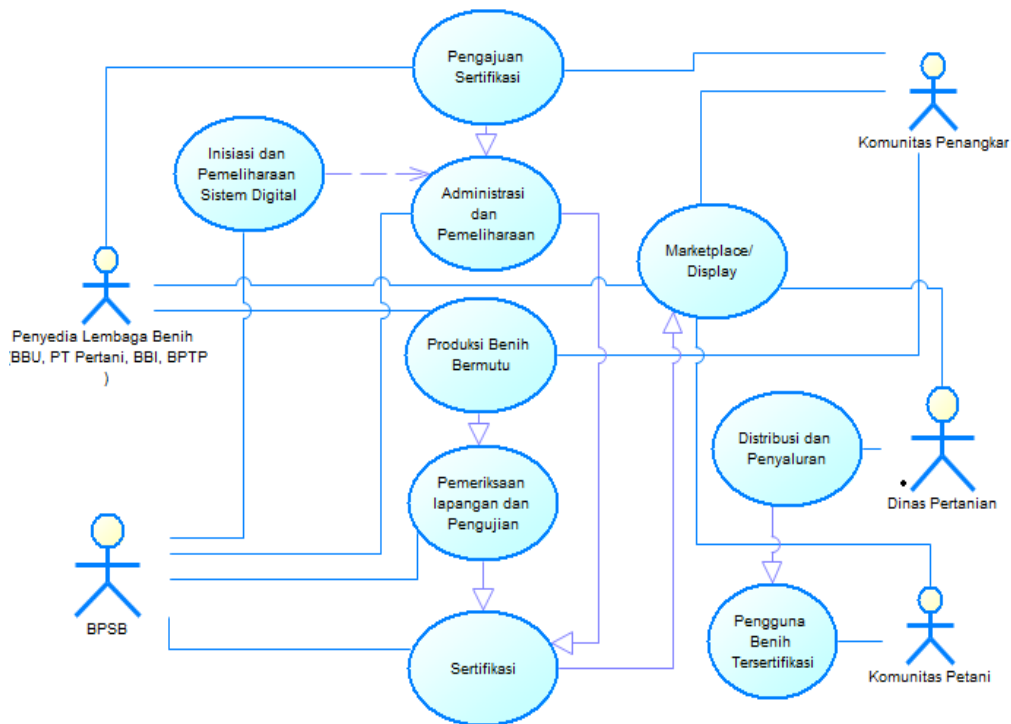 Pengajuan
Sertifikasi
Komunitas Penangkar
Inisiasi dan
Pemeliharaan
Sistem Digital
Administrasi
dan
Pemeliharaan
Marketplace/
Display
Penyedia Lembaga Benih
(BBU, PT Pertani, BBI, BPTP
)
Produksi Benih
Bermutu
Distribusi dan
Penyaluran
Dinas Pertanian
Pemeriksaan
lapangan dan
Pengujian
BPSB
Pengguna
Benih
Tersertifikasi
Komunitas Petani
Sertifikasi